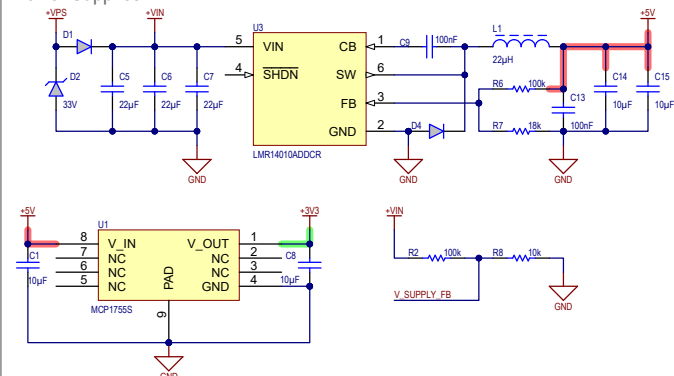 +VPS
+VIN
+5V
D1
U3
5 VIN CB 1
C9 100nF
L1
22µH
4 SHDN SW 6
D2
33V
C5
22µF
C6
22µF
C7
22µF
FB 3
R6 100k
C14
10µF
C15
10µF
C13
100nF
GND 2
D4
R7 18k
LMR14010ADDCR
GND
GND
GND
+5V
+3V3
+VIN
U1
8 V_IN V_OUT 1
7 NC NC 2
6 NC NC 3
5 NC GND 4
PAD
9
C1
10µF
C8
10µF
MCP1755S
R2 100k
R8 10k
V_SUPPLY_FB
GND
GND